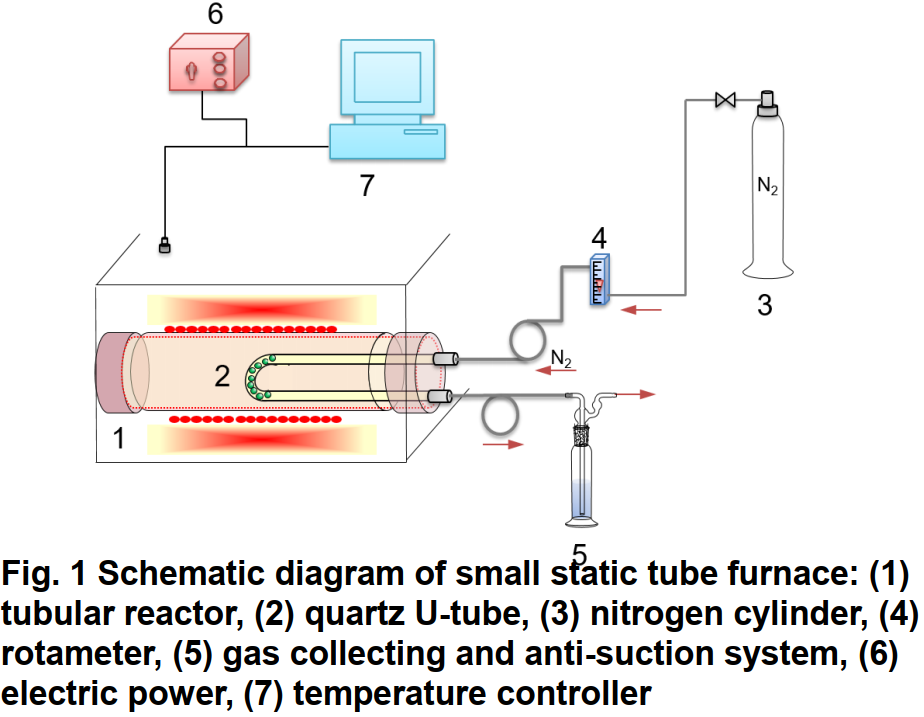 6
7
N2
4
3
N2
2
1
5
Fig. 1 Schematic diagram of small static tube furnace: (1)
tubular reactor, (2) quartz U-tube, (3) nitrogen cylinder, (4)
rotameter, (5) gas collecting and anti-suction system, (6)
electric power, (7) temperature controller